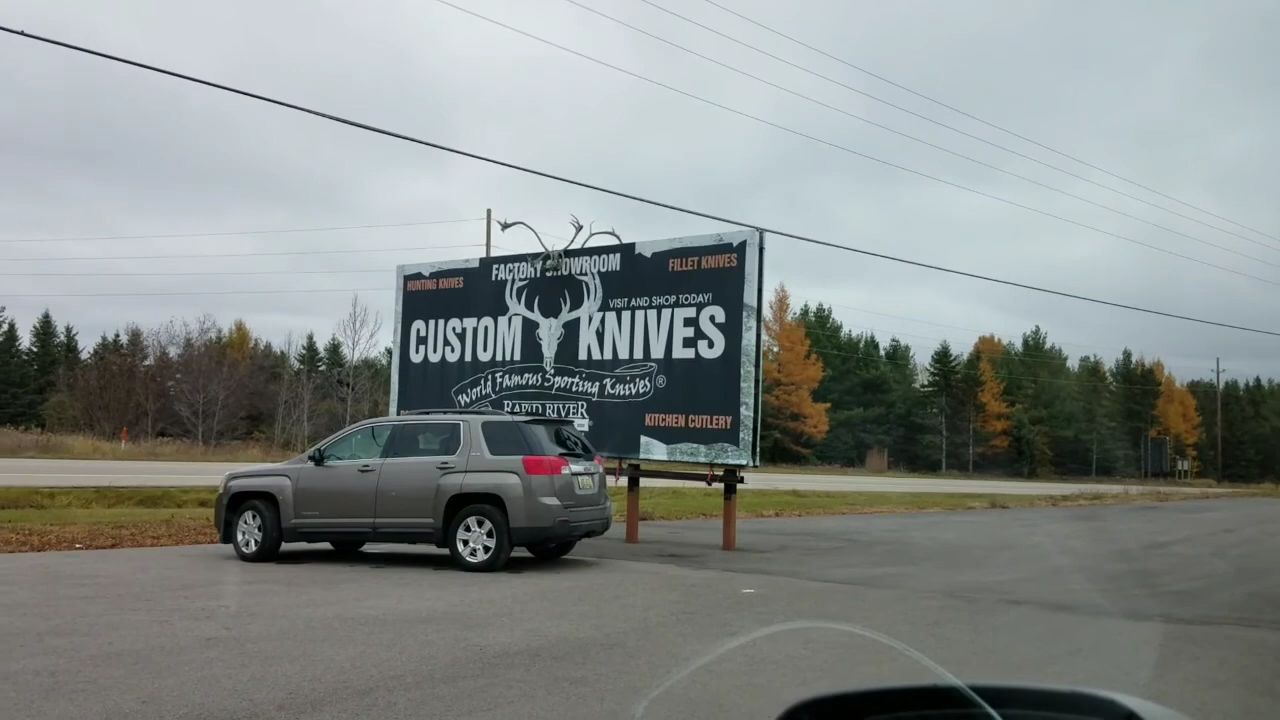 FACTORY SHOWROOM
HUNTING KNIVES
FILLET KNIVES
VISIT AND SHOP TODAY!
CUSTOM KNIVES
World Famous Sporting Knives®
RAPID RIVER
KITCHEN CUTLERY